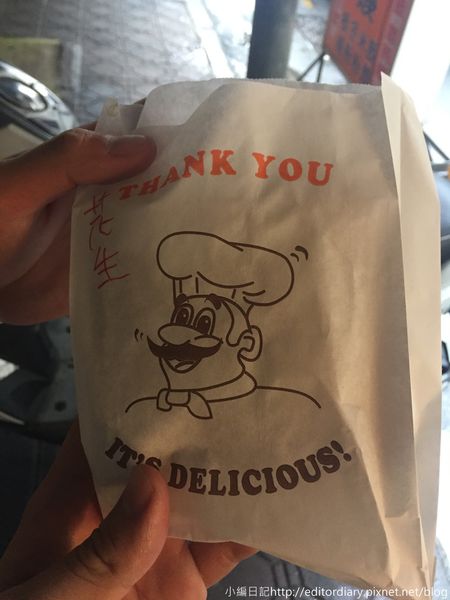 THANK YOU
花生
IT'S DELICIOUS!
小編日記http://editordiary.pixnet.net/blog